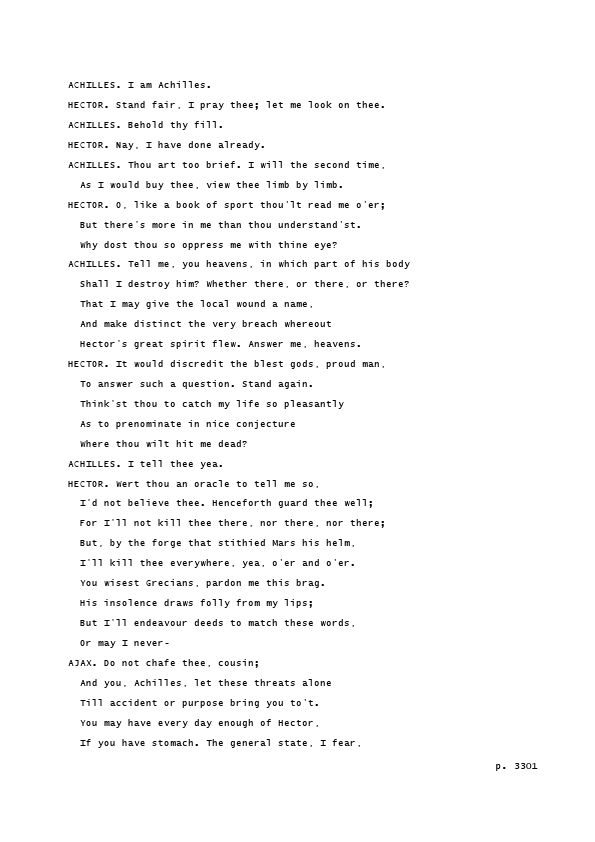 ACHILLES. I am Achilles.
HECTOR. Stand fair, I pray thee; let me look on thee.
ACHILLES. Behold thy fill.
HECTOR. Nay, I have done already.
ACHILLES. Thou art too brief. I will the second time,
As I would buy thee, view thee limb by limb.
HECTOR. O, like a book of sport thou'lt read me o'er;
But there's more in me than thou understand'st.
Why dost thou so oppress me with thine eye?
ACHILLES. Tell me, you heavens, in which part of his body
Shall I destroy him? Whether there, or there, or there?
That I may give the local wound a name,
And make distinct the very breach whereout
Hector's great spirit flew. Answer me, heavens.
HECTOR. It would discredit the blest gods, proud man,
To answer such a question. Stand again.
Think'st thou to catch my life so pleasantly
As to prenominate in nice conjecture
Where thou wilt hit me dead?
ACHILLES. I tell thee yea.
HECTOR. Wert thou an oracle to tell me so,
I'd not believe thee. Henceforth guard thee well;
For I'll not kill thee there, nor there, nor there;
But, by the forge that stithied Mars his helm,
I'll kill thee everywhere, yea, o'er and o'er.
You wisest Grecians, pardon me this brag.
His insolence draws folly from my lips;
But I'll endeavour deeds to match these words,
Or may I never-
AJAX. Do not chafe thee, cousin;
And you, Achilles, let these threats alone
Till accident or purpose bring you to't.
You may have every day enough of Hector,
If you have stomach. The general state, I fear,
p. 3301